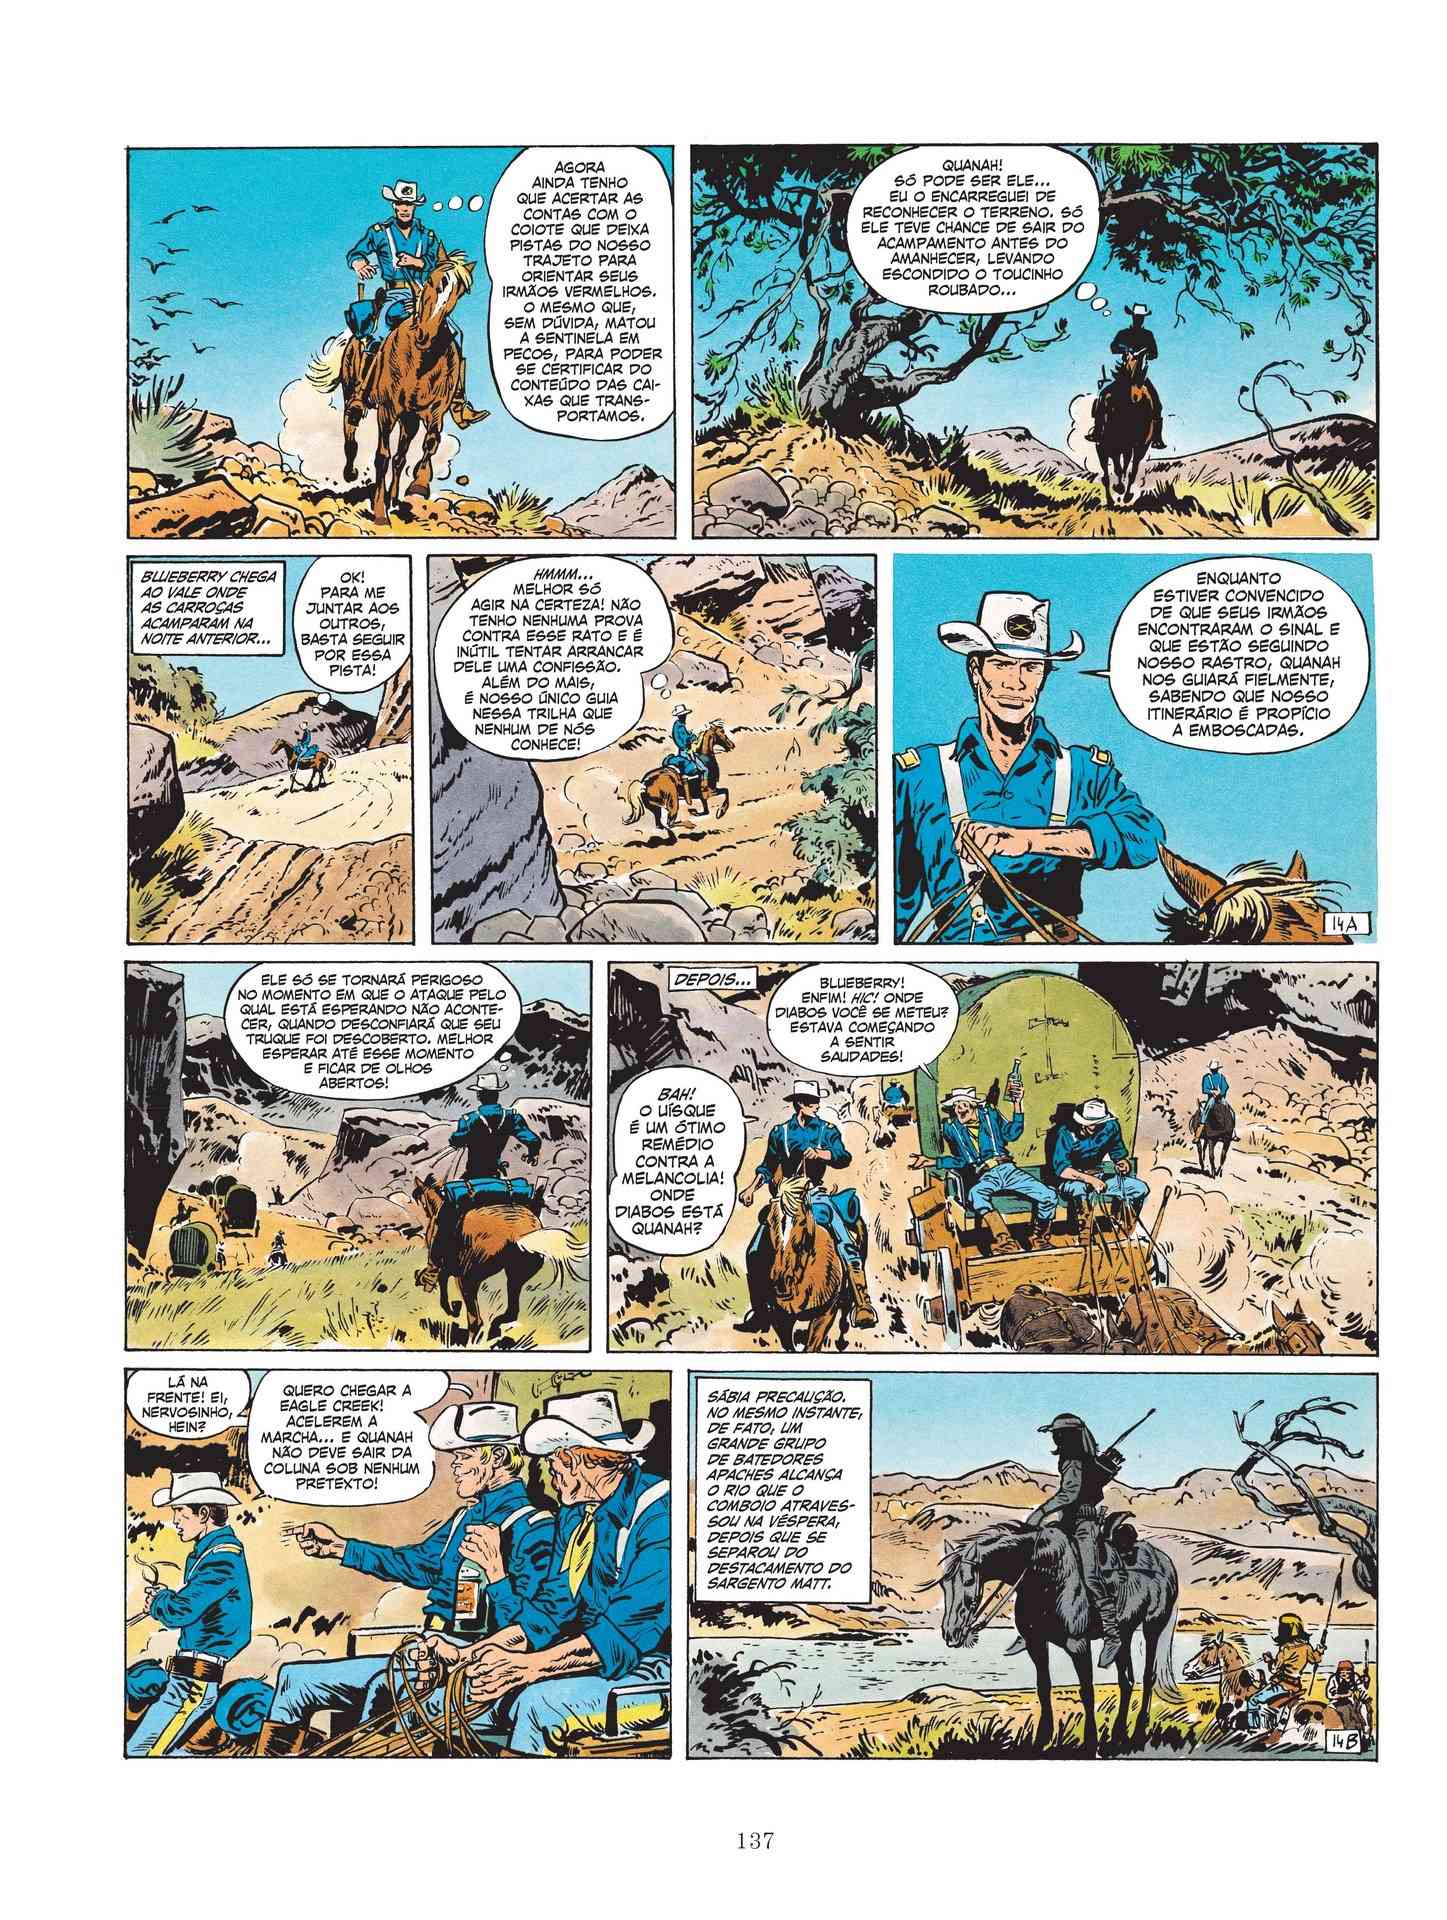 AGORA
AINDA TENHO
QUE ACERTAR AS
CONTAS COM O
COIOTE QUE DEIXA
PISTAS DO NOSSO
TRAJETO PARA
ORIENTAR SEUS
IRMÃOS VERMELHOS.
O MESMO QUE,
SEM DÚVIDA, MATOU
A SENTINELA EM
PECOS, PARA PODER
SE CERTIFICAR DO
CONTEÚDO DAS CAI-
XAS QUE TRANS-
PORTAMOS.
QUANAH!
SÓ PODE SER ELE...
EU O ENCARREGUEI DE
RECONHECER O TERRENO. SÓ
ELE TEVE CHANCE DE SAIR DO
ACAMPAMENTO ANTES DO
AMANHECER, LEVANDO
ESCONDIDO O TOUCINHO
ROUBADO...
BLUEBERRY CHEGA
AO VALE ONDE
AS CARROÇAS
ACAMPARAM NA
NOITE ANTERIOR...
OK!
PARA ME
JUNTAR AOS
OUTROS,
BASTA SEGUIR
POR ESSA
PISTA!
HMMM...
MELHOR SÓ
AGIR NA CERTEZA! NÃO
TENHO NENHUMA PROVA
CONTRA ESSE RATO E É
INÚTIL TENTAR ARRANCAR
DELE UMA CONFISSÃO.
ALÉM DO MAIS,
É NOSSO ÚNICO GUIA
NESSA TRILHA QUE
NENHUM DE NÓS
CONHECE!
ENQUANTO
ESTIVER CONVENCIDO
DE QUE SEUS IRMÃOS
ENCONTRARAM O SINAL E
QUE ESTÃO SEGUINDO
NOSSO RASTRO, QUANAH
NOS GUIARÁ FIELMENTE,
SABENDO QUE NOSSO
ITINERÁRIO É PROPÍCIO
A EMBOSCADAS.
14A
ELE SÓ SE TORNARÁ PERIGOSO
NO MOMENTO EM QUE O ATAQUE PELO
QUAL ESTÁ ESPERANDO NÃO ACONTE-
CER, QUANDO DESCONFIARÁ QUE SEU
TRUQUE FOI DESCOBERTO. MELHOR
ESPERAR ATÉ ESSE MOMENTO
E FICAR DE OLHOS
ABERTOS!
DEPOIS...
BLUEBERRY!
ENFIM! HIC! ONDE
DIABOS VOCÊ SE METEU?
ESTAVA COMEÇANDO
A SENTIR
SAUDADES!
BAH!
O UÍSQUE
É UM ÓTIMO
REMÉDIO
CONTRA A
MELANCOLIA!
ONDE
DIABOS ESTÁ
QUANAH?
LÁ NA
FRENTE! EI,
NERVOSINHO,
HEIN?
QUERO CHEGAR A
EAGLE CREEK!
ACELEREM A
MARCHA... E QUANAH
NÃO DEVE SAIR DA
COLUNA SOB NENHUM
PRETEXTO!
SÁBIA PRECAUÇÃO.
NO MESMO INSTANTE,
DE FATO, UM
GRANDE GRUPO
DE BATEDORES
APACHES ALCANÇA
O RIO QUE O
COMBOIO ATRAVES-
SOU NA VÉSPERA,
DEPOIS QUE SE
SEPAROU DO
DESTACAMENTO DO
SARGENTO MATT.
14B
137